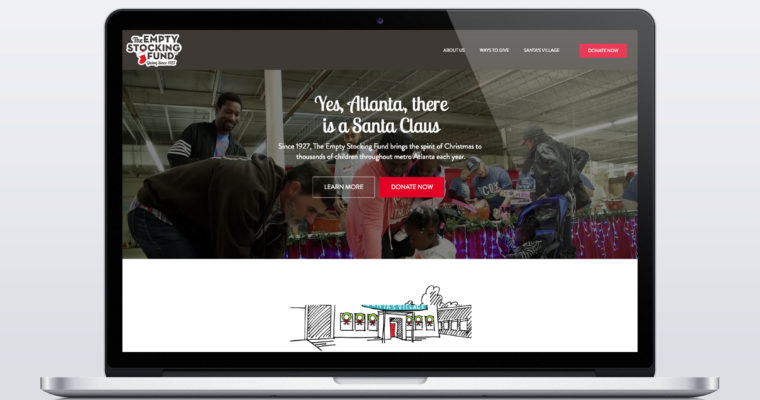 The EMPTY
STOCKING
FUND
Giving Since 1927
ABOUT US WAYS TO GIVE SANTA'S VILLAGE DONATE NOW
Yes, Atlanta, there
is a Santa Claus
Since 1927, The Empty Stocking Fund brings the spirit of Christmas to
thousands of children throughout metro Atlanta each year.
LEARN MORE DONATE NOW
COX